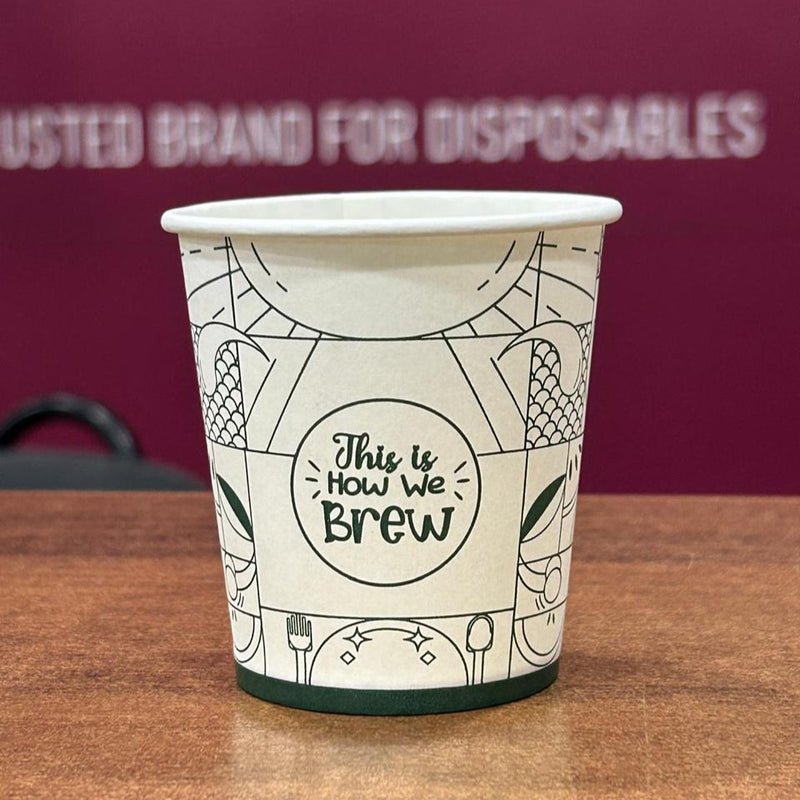 USTED BRAND FOR DISPOSABLES
This is
How We
Brew